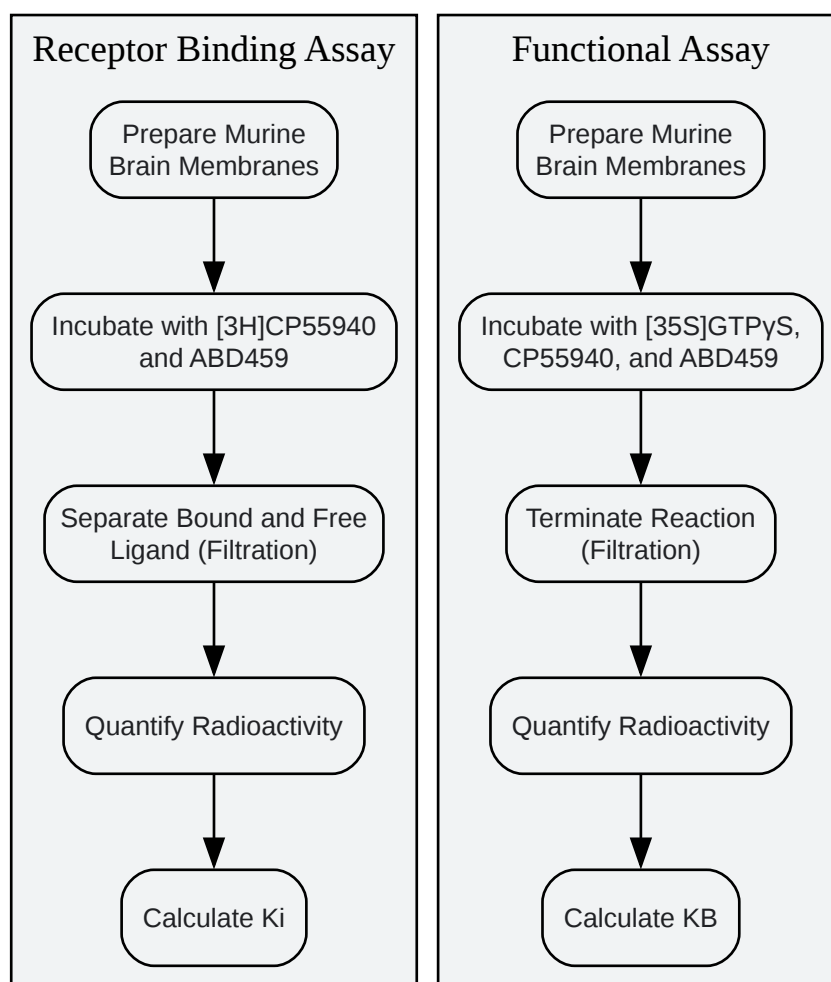 Receptor Binding Assay
Prepare Murine
Brain Membranes
Incubate with [3H]CP55940
and ABD459
Separate Bound and Free
Ligand (Filtration)
Quantify Radioactivity
Calculate Ki
Functional Assay
Prepare Murine
Brain Membranes
Incubate with [35S]GTPγS,
CP55940, and ABD459
Terminate Reaction
(Filtration)
Quantify Radioactivity
Calculate KB